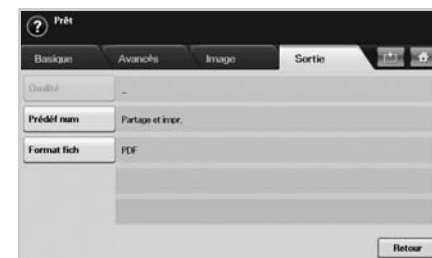 ? Prêt
Basique Avancés Image Sortie
Qualité -
Prédéf num Partage et impr.
Format fich PDF
Retour